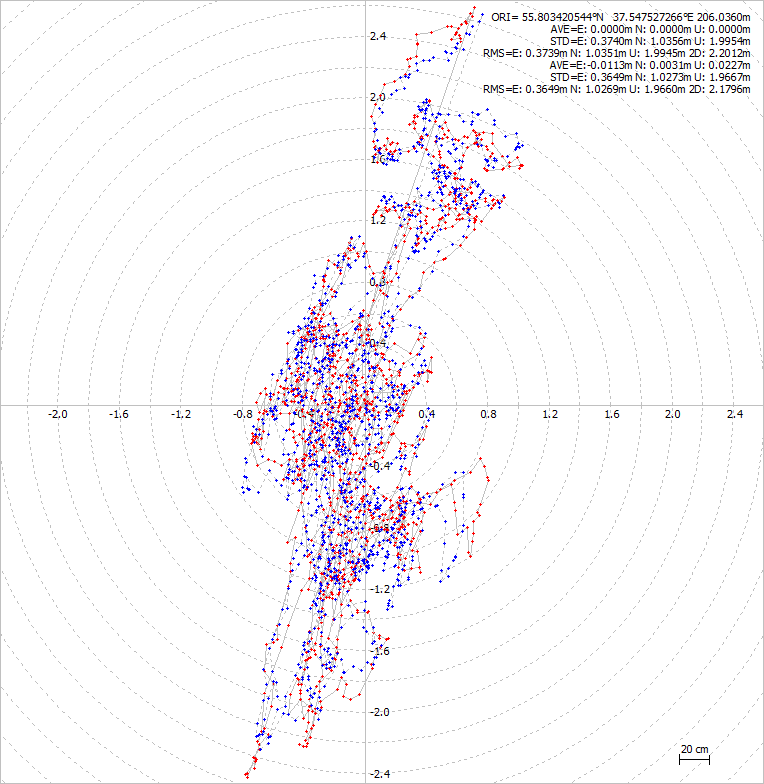 ORI= 55.803420544°N 37.547527266°E 206.0360m
AVE=E: 0.0000m N: 0.0000m U: 0.0000m
STD=E: 0.3740m N: 1.0356m U: 1.9954m
RMS=E: 0.3739m N: 1.0351m U: 1.9945m 2D: 2.2012m
AVE=E:-0.0113m N: 0.0031m U: 0.0227m
STD=E: 0.3649m N: 1.0273m U: 1.9667m
RMS=E: 0.3649m N: 1.0269m U: 1.9660m 2D: 2.1796m
2.4
2.0
1.6
1.2
0.8
0.4
-2.0 -1.6 -1.2 -0.8 -0.4 0.4 0.8 1.2 1.6 2.0 2.4
-0.4
-0.8
-1.2
-1.6
-2.0
20 cm
-2.4